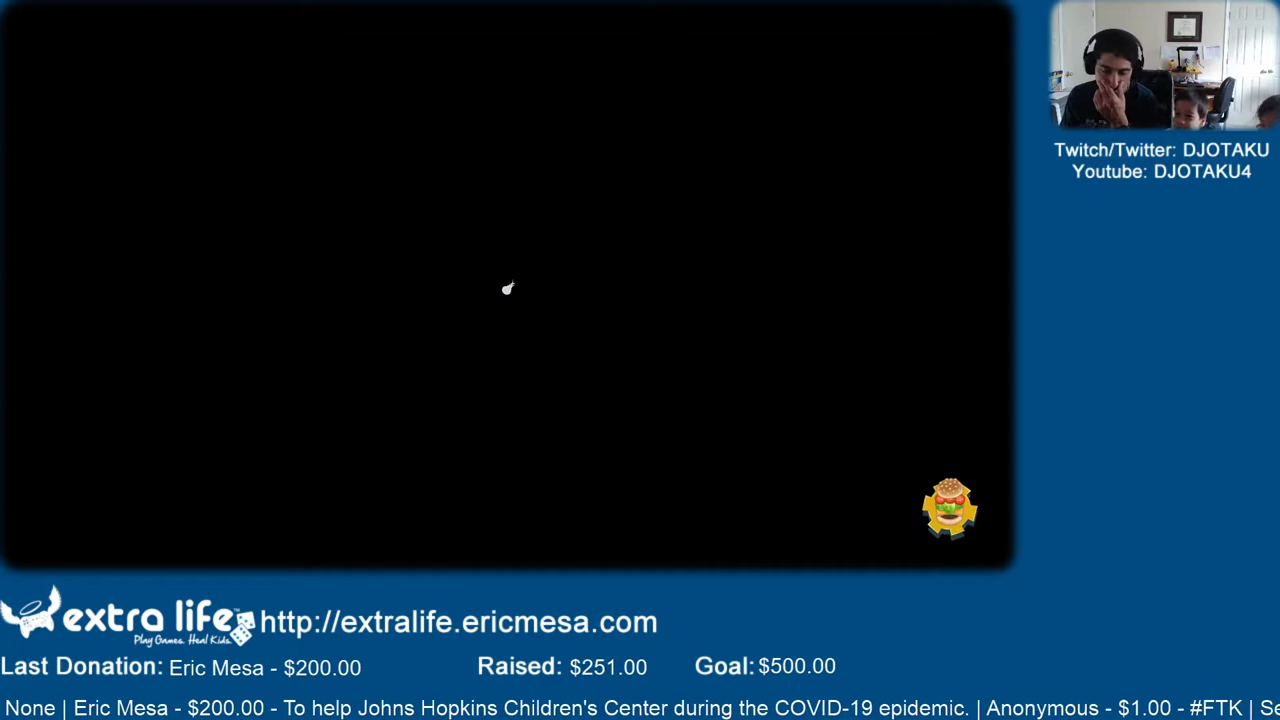 Twitch/Twitter: DJOTAKU
Youtube: DJOTAKU4
extra life
Play Games. Heal Kids.
http://extralife.ericmesa.com
Last Donation: Eric Mesa - $200.00
Raised: $251.00
Goal: $500.00
None | Eric Mesa - $200.00 - To help Johns Hopkins Children's Center during the COVID-19 epidemic. | Anonymous - $1.00 - #FTK | Se